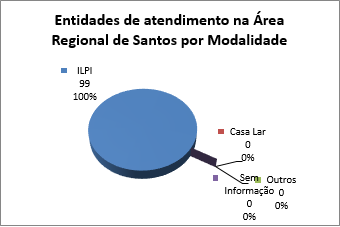 Entidades de atendimento na Área
Regional de Santos por Modalidade
ILPI
99
100%
Casa Lar
0
0%
Sem
Informação
0
0%
Outros
0
0%